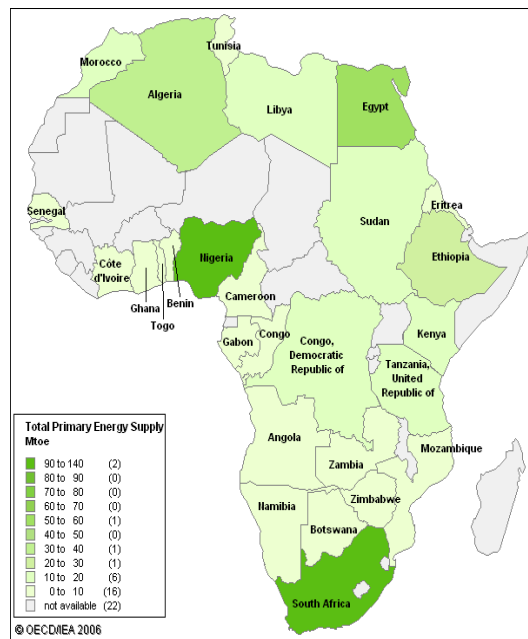 Tunisia
Morocco
Algeria
Libya
Egypt
Senegal
Sudan
Eritrea
Côte
d'Ivoire
Nigeria
Ethiopia
Benin
Ghana
Togo
Cameroon
Gabon
Congo
Congo,
Democratic
Republic of
Kenya
Tanzania,
United
Republic of
Angola
Zambia
Mozambique
Namibia
Zimbabwe
Botswana
South Africa
Total Primary Energy Supply
Mtoe
90 to 140 (2)
80 to 90 (0)
70 to 80 (0)
60 to 70 (0)
50 to 60 (1)
40 to 50 (0)
30 to 40 (1)
20 to 30 (1)
10 to 20 (6)
0 to 10 (16)
not available (22)
© OECD/IEA 2006